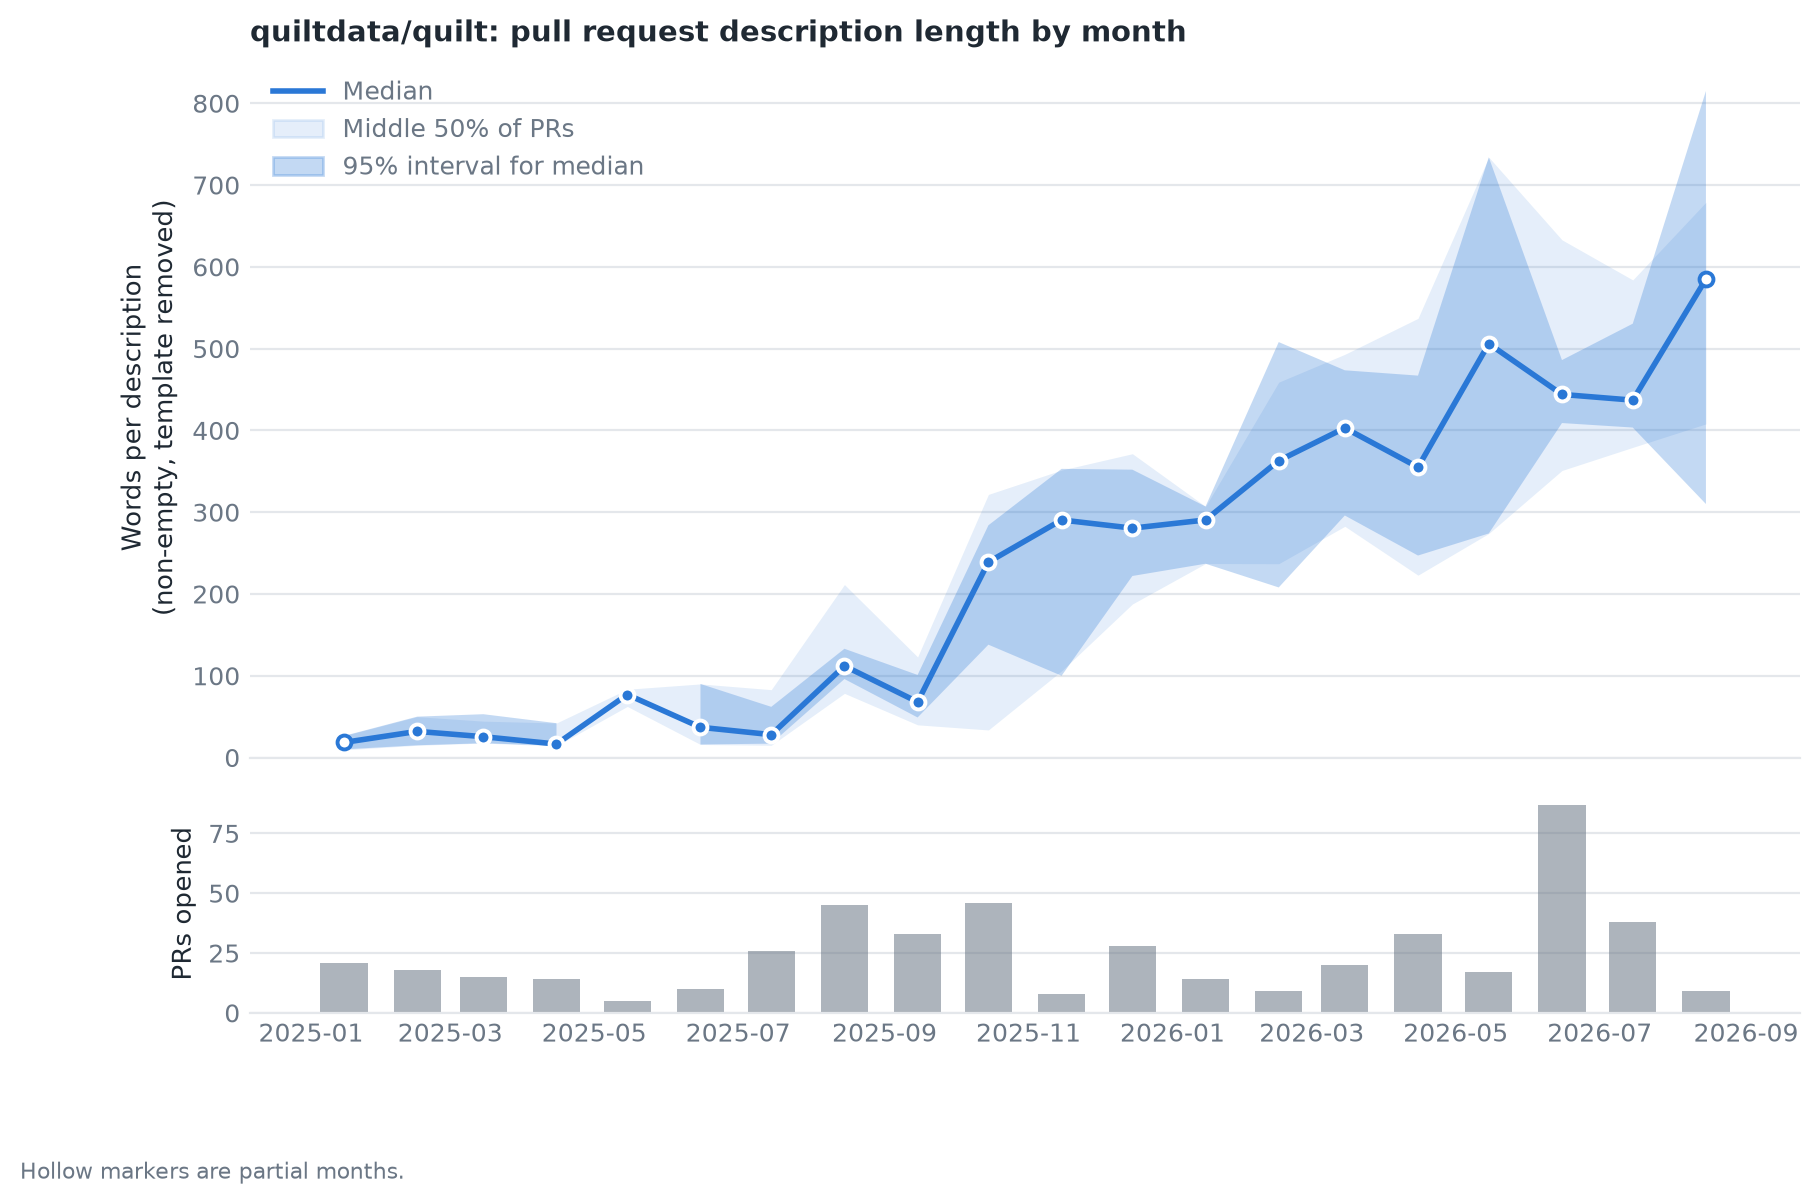 quiltdata/quilt: pull request description length by month
Median
Middle 50% of PRs
95% interval for median
Words per description
(non-empty, template removed)
800
700
600
500
400
300
200
100
0
PRs opened
75
50
25
0
2025-01 2025-03 2025-05 2025-07 2025-09 2025-11 2026-01 2026-03 2026-05 2026-07 2026-09
Hollow markers are partial months.